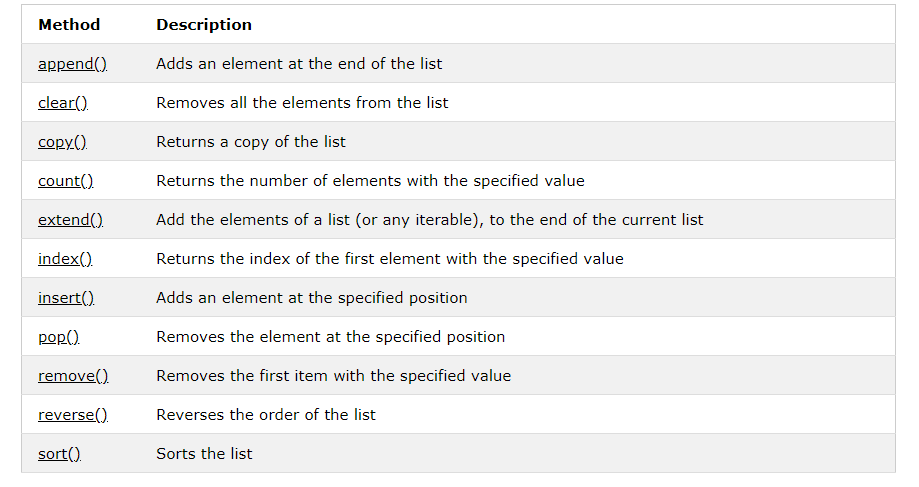 Method Description
append() Adds an element at the end of the list
clear() Removes all the elements from the list
copy() Returns a copy of the list
count() Returns the number of elements with the specified value
extend() Add the elements of a list (or any iterable), to the end of the current list
index() Returns the index of the first element with the specified value
insert() Adds an element at the specified position
pop() Removes the element at the specified position
remove() Removes the first item with the specified value
reverse() Reverses the order of the list
sort() Sorts the list